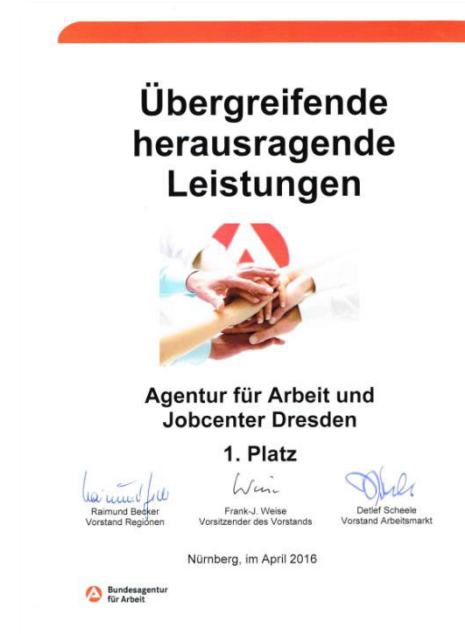 Übergreifende
herausragende
Leistungen
Agentur für Arbeit und
Jobcenter Dresden
1. Platz
Raimund Becker
Vorstand Regionen
Frank-J. Weise
Vorsitzender des Vorstands
Detlef Scheele
Vorstand Arbeitsmarkt
Nürnberg, im April 2016
Bundesagentur
für Arbeit